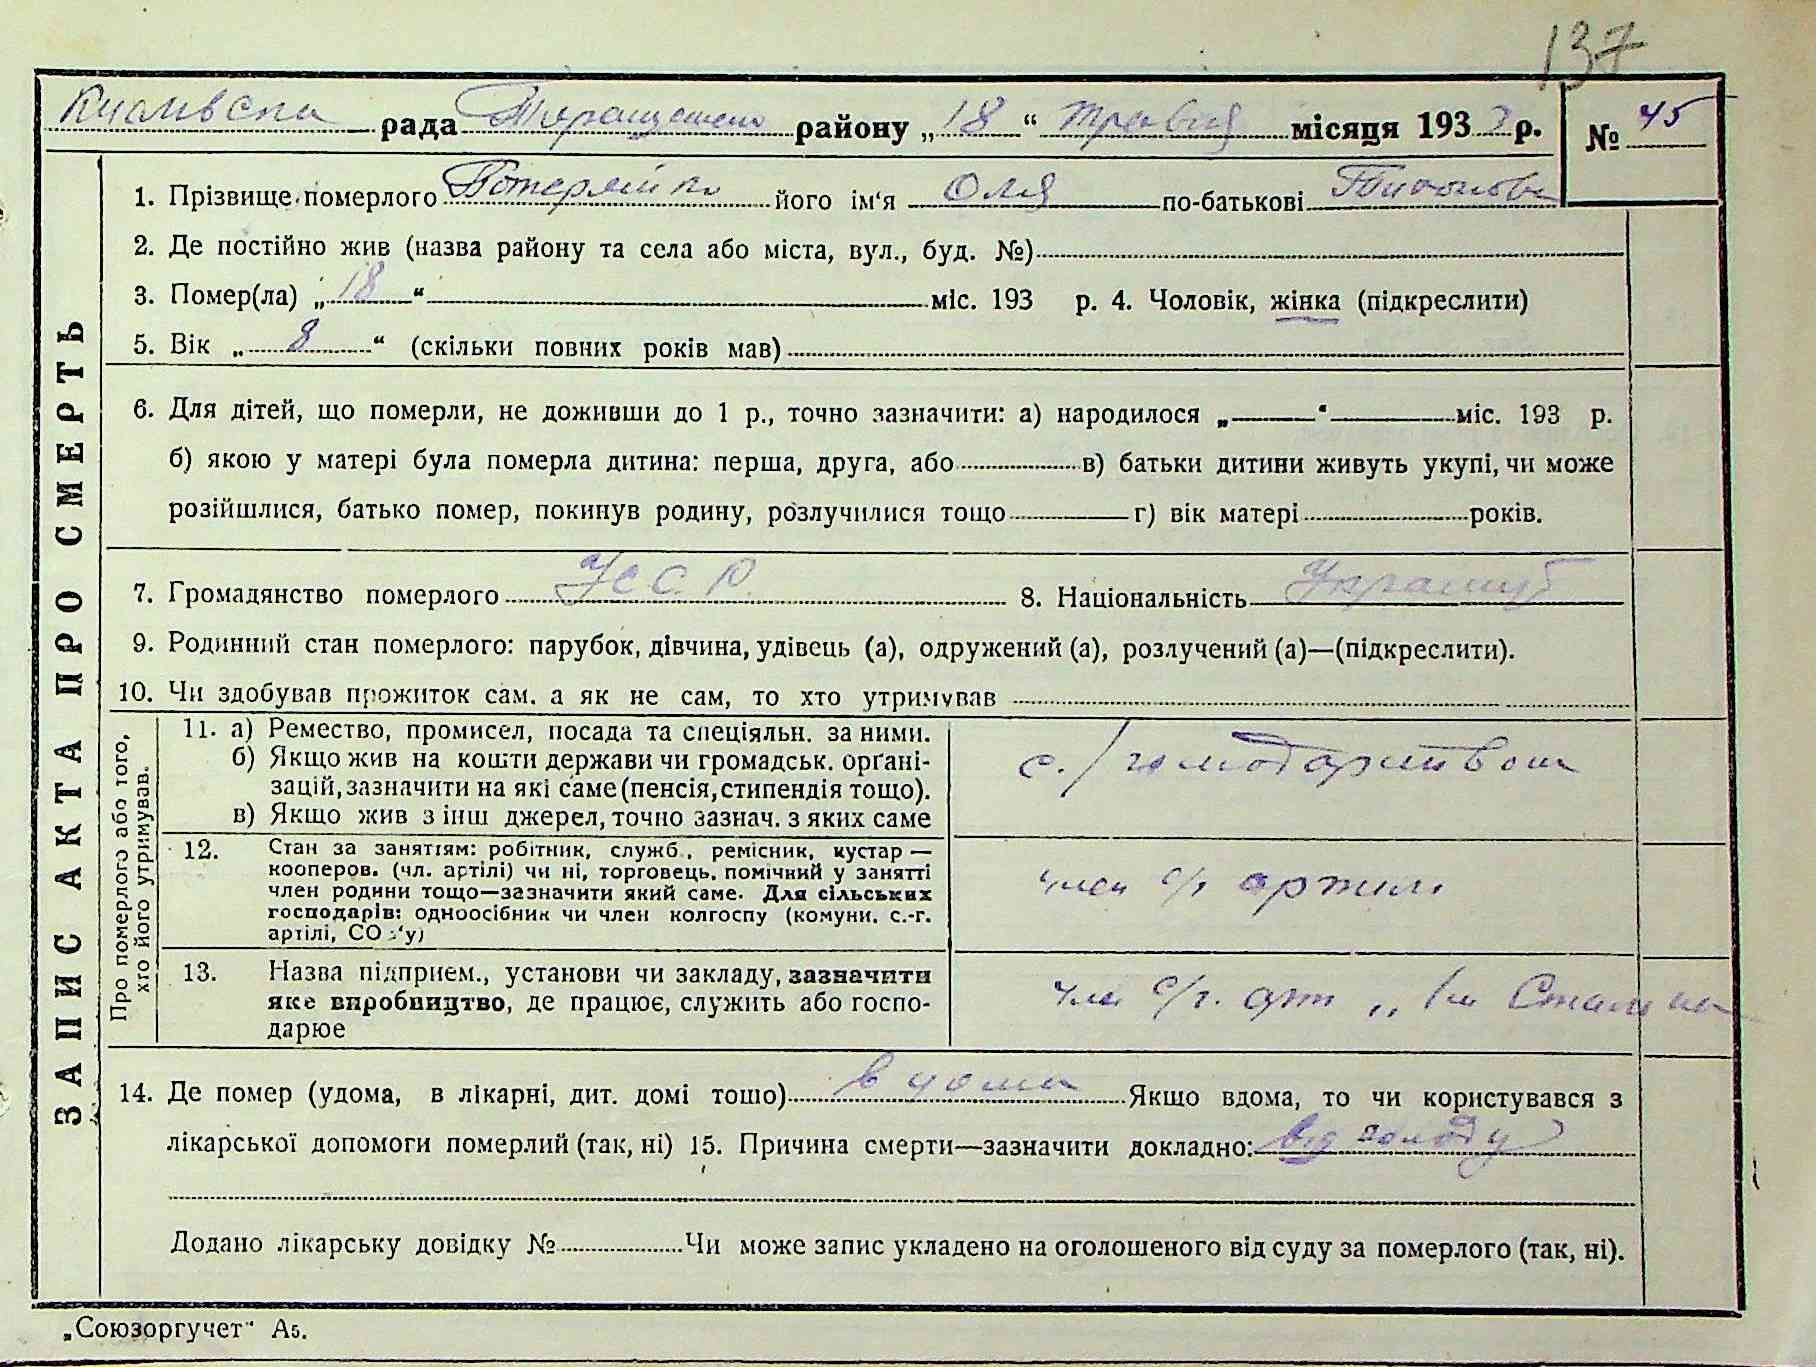 137
рада Таращанського району „18“ травня місяця 193 р. № 45
ЗАПИС АКТА ПРО СМЕРТЬ
1. Прізвище померлого Потерайко його ім‘я Оля по-батькові
2. Де постійно жив (назва району та села або міста, вул., буд. №)
3. Помер(ла) „18“ міс. 193 р. 4. Чоловік, жінка (підкреслити)
5. Вік „8“ (скільки повних років мав)
6. Для дітей, що померли, не доживши до 1 р., точно зазначити: а) народилося „—“ міс. 193 р.
б) якою у матері була померла дитина: перша, друга, або в) батьки дитини живуть укупі, чи може
розійшлися, батько помер, покинув родину, розлучилися тощо г) вік матері років.
7. Громадянство померлого УССР. 8. Національність
9. Родинний стан померлого: парубок, дівчина, удівець (а), одружений (а), розлучений (а)—(підкреслити).
10. Чи здобував прожиток сам. а як не сам, то хто утримував
Про померлого або того,
хто його утримував.
11. а) Ремество, промисел, посада та спеціяльн. за ними.
б) Якщо жив на кошти держави чи громадськ. орґані-
зацій, зазначити на які саме (пенсія, стипендія тощо).
в) Якщо жив з інш джерел, точно зазнач. з яких саме
с./господарством
12. Стан за заняттям: робітник, служб., ремісник, кустар —
кооперов. (чл. артілі) чи ні, торговець. помічний у занятті
член родини тощо—зазначити який саме. Для сільських
господарів: одноосібник чи член колгоспу (комуни. с.-г.
артілі, СО‘у)
член с/г артили
13. Назва підприєм., установи чи закладу, зазначити
яке виробництво, де працює, служить або госпо-
дарює
член с/г. арт „Ім Сталина
14. Де помер (удома, в лікарні, дит. домі тошо) вдома Якщо вдома, то чи користувався з
лікарської допомоги померлий (так, ні) 15. Причина смерти—зазначити докладно: від голоду
Додано лікарську довідку № Чи може запис укладено на оголошеного від суду за померлого (так, ні).
„Союзоргучет“ А5.